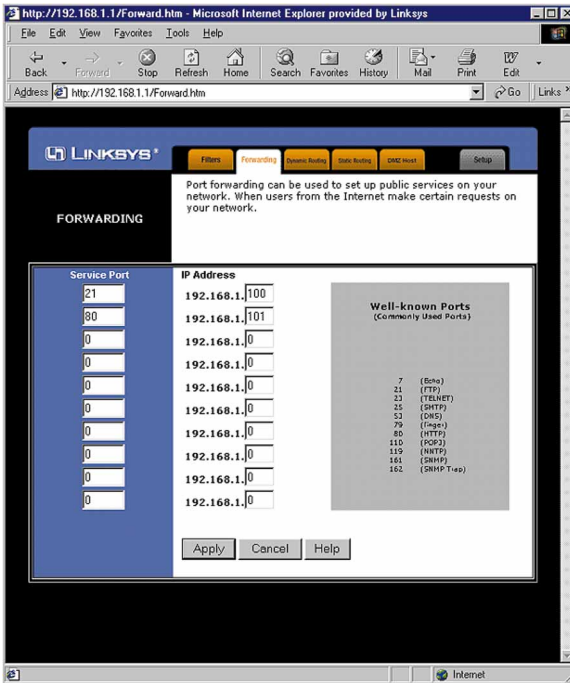 http://192.168.1.1/Forward.htm - Microsoft Internet Explorer provided by Linksys
File Edit View Favorites Tools Help
Back Forward Stop Refresh Home Search Favorites History Mail Print Edit
Address http://192.168.1.1/Forward.htm Go Links »
LINKSYS®
Filters Forwarding Dynamic Routing Static Routing DMZ Host Setup
FORWARDING
Port forwarding can be used to set up public services on your
network. When users from the Internet make certain requests on
your network.
Service Port IP Address
21 192.168.1. 100
80 192.168.1. 101
0 192.168.1. 0
0 192.168.1. 0
0 192.168.1. 0
0 192.168.1. 0
0 192.168.1. 0
0 192.168.1. 0
0 192.168.1. 0
0 192.168.1. 0
Well-known Ports
(Commonly Used Ports)
7 (Echo)
21 (FTP)
23 (TELNET)
25 (SMTP)
53 (DNS)
79 (finger)
80 (HTTP)
110 (POP3)
119 (NNTP)
161 (SNMP)
162 (SNMP Trap)
Apply Cancel Help
Internet